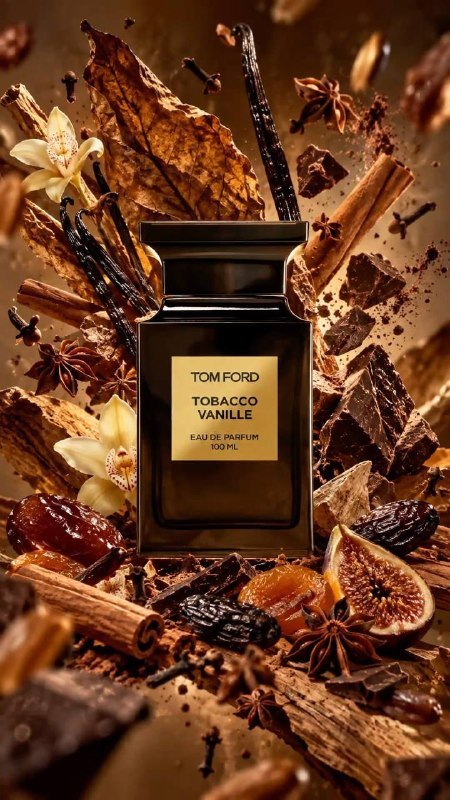 TOM FORD
TOBACCO
VANILLE
EAU DE PARFUM
100 ML